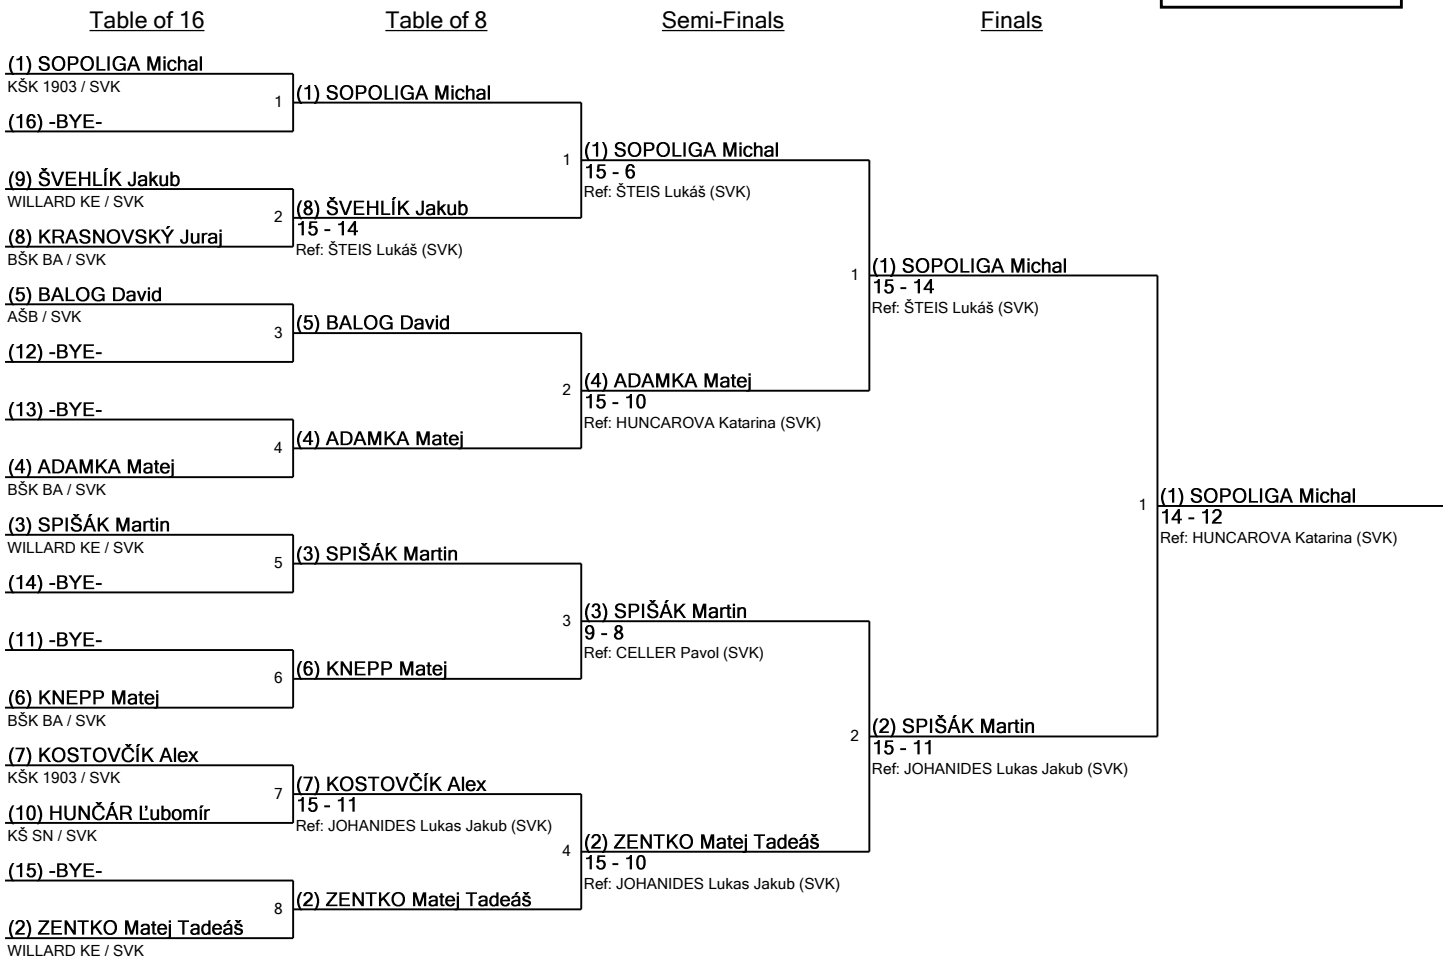 Table of 16
Table of 8
Semi-Finals
Finals
(1) SOPOLIGA Michal
KŠK 1903 / SVK
1
(16) -BYE-
(9) ŠVEHLÍK Jakub
WILLARD KE / SVK
2
(8) KRASNOVSKÝ Juraj
BŠK BA / SVK
(5) BALOG David
AŠB / SVK
3
(12) -BYE-
(13) -BYE-
4
(4) ADAMKA Matej
BŠK BA / SVK
(3) SPIŠÁK Martin
WILLARD KE / SVK
5
(14) -BYE-
(11) -BYE-
6
(6) KNEPP Matej
BŠK BA / SVK
(7) KOSTOVČÍK Alex
KŠK 1903 / SVK
7
(10) HUNČÁR Ľubomír
KŠ SN / SVK
(15) -BYE-
8
(2) ZENTKO Matej Tadeáš
WILLARD KE / SVK
(1) SOPOLIGA Michal
1
(8) ŠVEHLÍK Jakub
15 - 14
Ref: ŠTEIS Lukáš (SVK)
(5) BALOG David
2
(4) ADAMKA Matej
(3) SPIŠÁK Martin
3
(6) KNEPP Matej
(7) KOSTOVČÍK Alex
15 - 11
Ref: JOHANIDES Lukas Jakub (SVK)
4
(2) ZENTKO Matej Tadeáš
(1) SOPOLIGA Michal
15 - 6
Ref: ŠTEIS Lukáš (SVK)
1
(4) ADAMKA Matej
15 - 10
Ref: HUNCAROVA Katarina (SVK)
(3) SPIŠÁK Martin
9 - 8
Ref: CELLER Pavol (SVK)
2
(2) ZENTKO Matej Tadeáš
15 - 10
Ref: JOHANIDES Lukas Jakub (SVK)
(1) SOPOLIGA Michal
15 - 14
Ref: ŠTEIS Lukáš (SVK)
1
(2) SPIŠÁK Martin
15 - 11
Ref: JOHANIDES Lukas Jakub (SVK)
(1) SOPOLIGA Michal
14 - 12
Ref: HUNCAROVA Katarina (SVK)